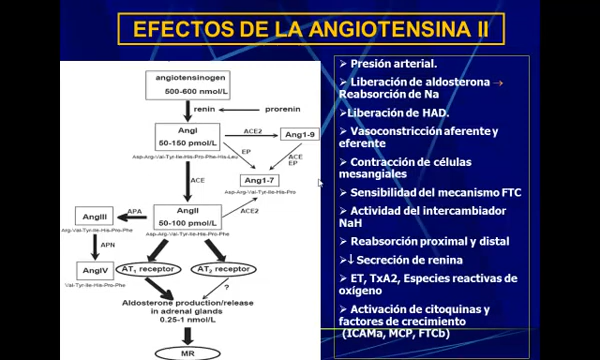 EFECTOS DE LA ANGIOTENSINA II
angiotensinogen
500-600 nmol/L
renin
prorenin
AngI
50-150 pmol/L
ACE2
Ang1-9
Asp-Arg-Val-Tyr-Ile-His-Pro-Phe-His-Leu
EP
ACE
EP
Ang1-7
ACE
Asp-Arg-Val-Tyr-Ile-His-Pro
AngIII
APA
AngII
50-100 pmol/L
ACE2
Arg-Val-Tyr-Ile-His-Pro-Phe
Asp-Arg-Val-Tyr-Ile-His-Pro-Phe
APN
AngIV
Val-Tyr-Ile-His-Pro-Phe
AT1 receptor
AT2 receptor
?
Aldosterone production/release
in adrenal glands
0.25-1 nmol/L
MR
➤ Presión arterial.
➤ Liberación de aldosterona →
Reabsorción de Na
➤Liberación de HAD.
➤ Vasoconstricción aferente y
eferente
➤ Contracción de células
mesangiales
➤ Sensibilidad del mecanismo FTC
➤ Actividad del intercambiador
NaH
➤ Reabsorción proximal y distal
➤↓ Secreción de renina
➤ ET, TxA2, Especies reactivas de
oxígeno
➤ Activación de citoquinas y
factores de crecimiento
(ICAMa, MCP, FTCb)